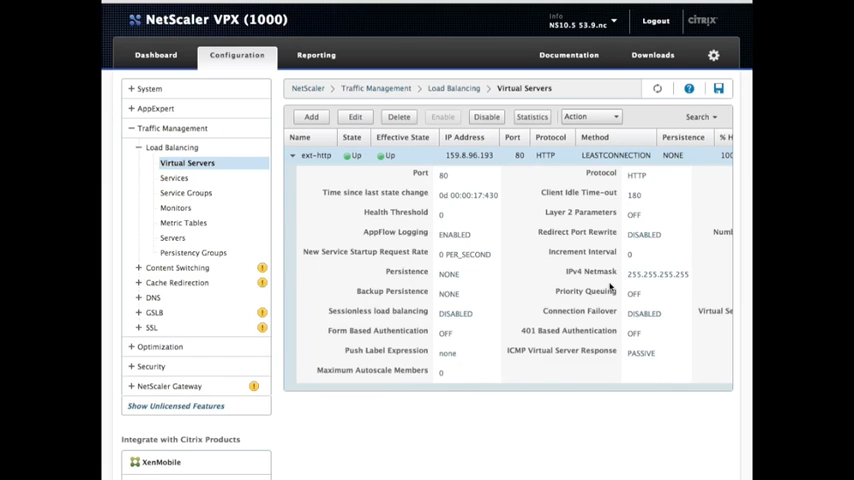 NetScaler VPX (1000)
Info
NS10.5 53.9.nc
Logout
CITRIX
Dashboard
Configuration
Reporting
Documentation
Downloads
+ System
+ AppExpert
− Traffic Management
− Load Balancing
Virtual Servers
Services
Service Groups
Monitors
Metric Tables
Servers
Persistency Groups
+ Content Switching
+ Cache Redirection
+ DNS
+ GSLB
+ SSL
+ Optimization
+ Security
+ NetScaler Gateway
Show Unlicensed Features
Integrate with Citrix Products
XenMobile
NetScaler > Traffic Management > Load Balancing > Virtual Servers
Add Edit Delete Enable Disable Statistics Action Search
Name State Effective State IP Address Port Protocol Method Persistence % H
ext-http Up Up 159.8.96.193 80 HTTP LEASTCONNECTION NONE 100
Port 80 Protocol HTTP
Time since last state change 0d 00:00:17:430 Client Idle Time-out 180
Health Threshold 0 Layer 2 Parameters OFF
AppFlow Logging ENABLED Redirect Port Rewrite DISABLED Num
New Service Startup Request Rate 0 PER_SECOND Increment Interval 0
Persistence NONE IPv4 Netmask 255.255.255.255
Backup Persistence NONE Priority Queuing OFF
Sessionless load balancing DISABLED Connection Failover DISABLED Virtual Se
Form Based Authentication OFF 401 Based Authentication OFF
Push Label Expression none ICMP Virtual Server Response PASSIVE
Maximum Autoscale Members 0